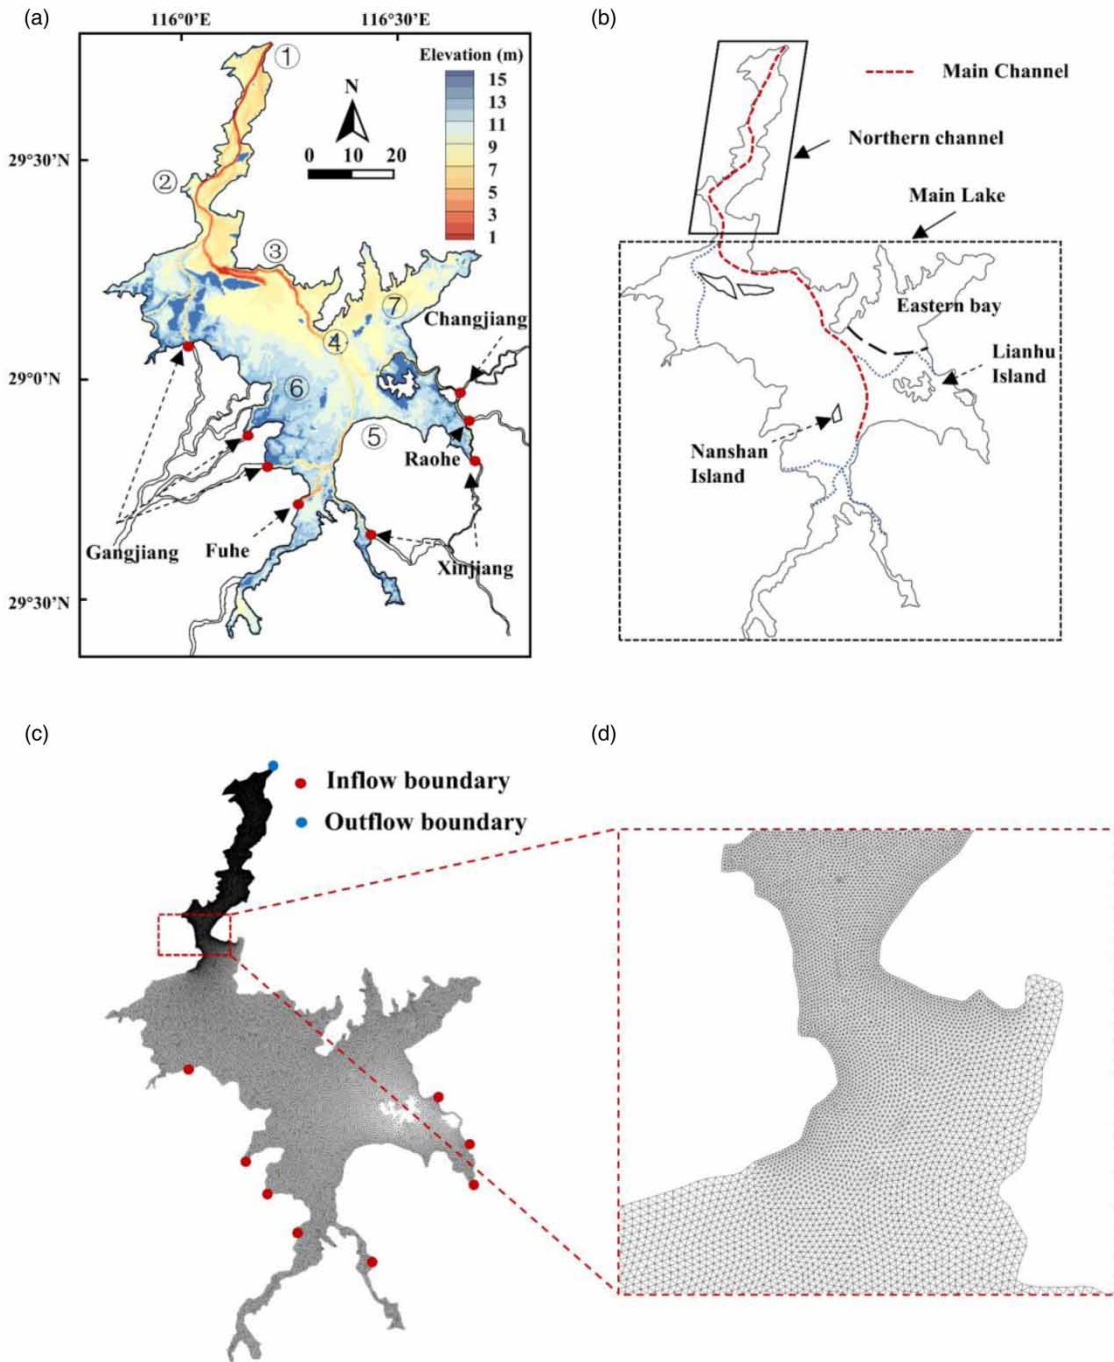 (a)
116°0'E
116°30'E
Elevation (m)
15
13
11
9
7
5
3
1
N
0
10
20
29°30'N
29°0'N
29°30'N
①
②
③
④
⑤
⑥
⑦
Changjiang
Raohe
Gangjiang
Fuhe
Xinjiang
(b)
Main Channel
Northern channel
Main Lake
Eastern bay
Lianhu
Island
Nanshan
Island
(c)
Inflow boundary
Outflow boundary
(d)